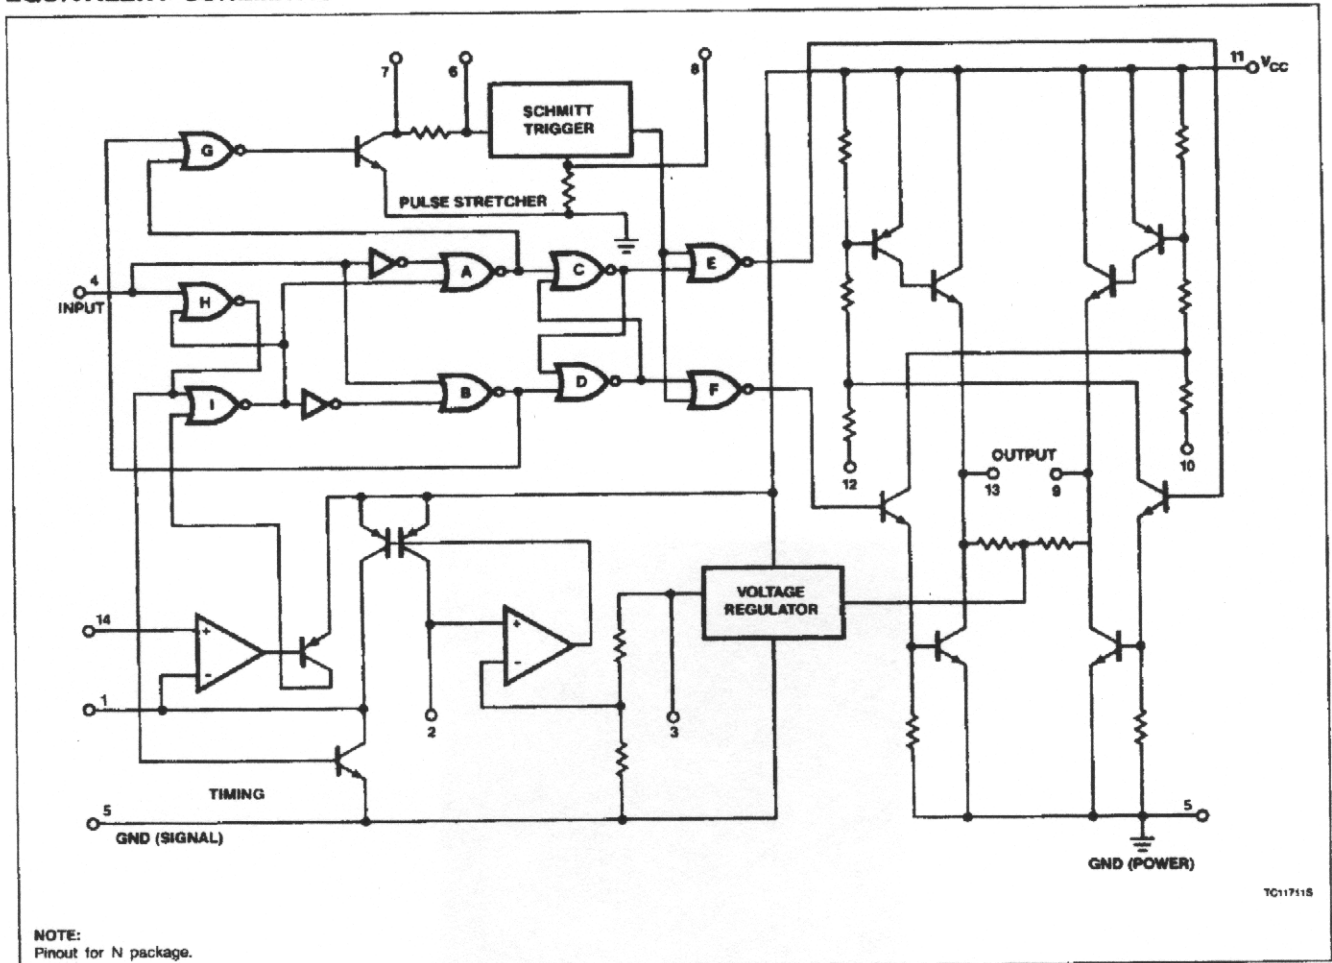 7
6
8
11
VCC
SCHMITT
TRIGGER
G
PULSE STRETCHER
4
INPUT
H
A
C
E
I
B
D
F
OUTPUT
12
13
9
10
VOLTAGE
REGULATOR
14
+
-
+
-
1
2
3
TIMING
5
GND (SIGNAL)
5
GND (POWER)
TC11711S
NOTE:
Pinout for N package.